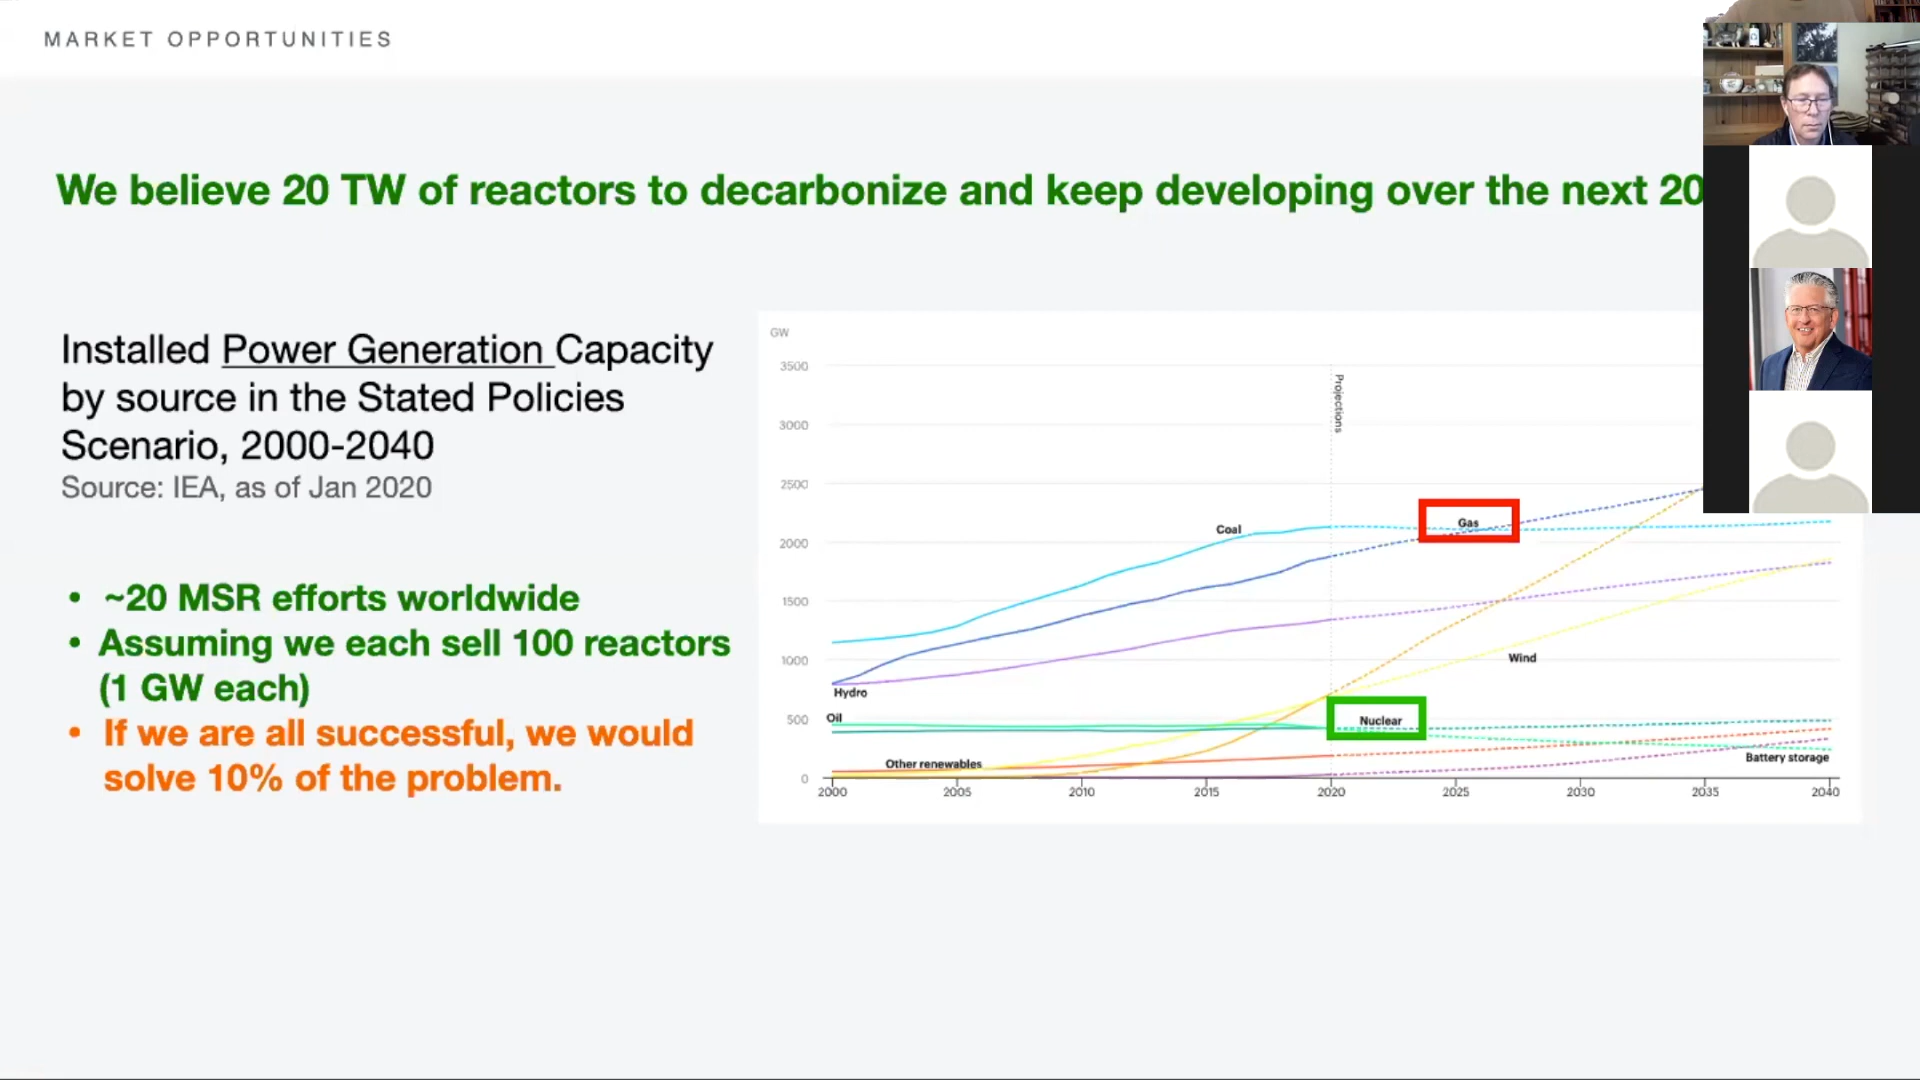 MARKET OPPORTUNITIES
We believe 20 TW of reactors to decarbonize and keep developing over the next 20
Installed Power Generation Capacity
by source in the Stated Policies
Scenario, 2000-2040
Source: IEA, as of Jan 2020
• ~20 MSR efforts worldwide
• Assuming we each sell 100 reactors
(1 GW each)
• If we are all successful, we would
solve 10% of the problem.
GW
3500
3000
2500
2000
1500
1000
500
0
Projections
Coal
Gas
Hydro
Wind
Oil
Nuclear
Other renewables
Battery storage
2000 2005 2010 2015 2020 2025 2030 2035 2040